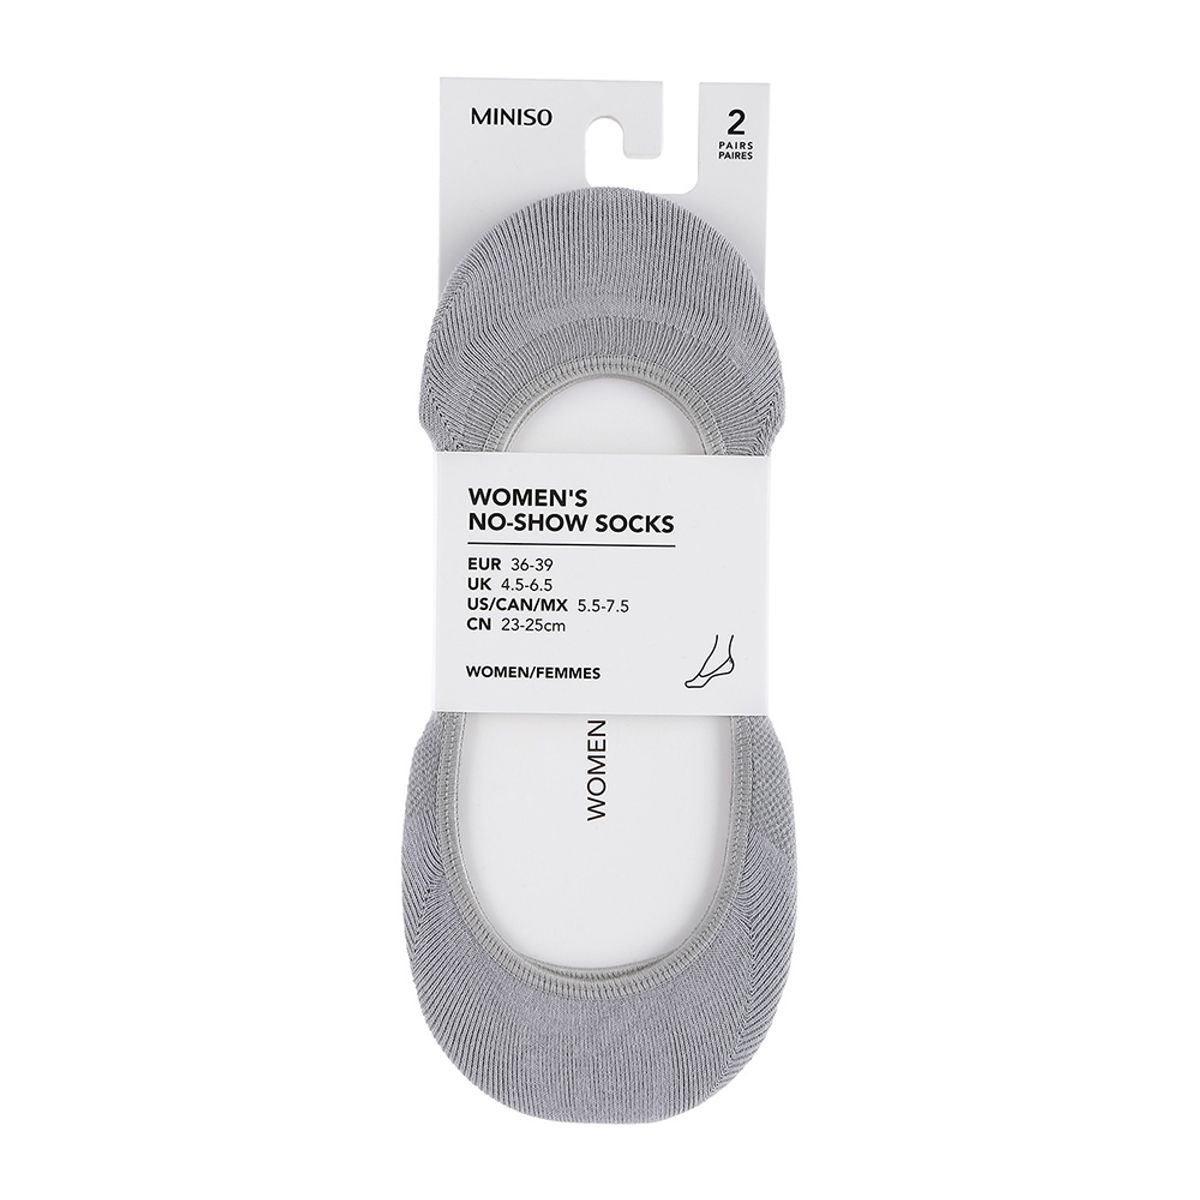 MINISO
2
PAIRS
PAIRES
WOMEN'S
NO-SHOW SOCKS
EUR 36-39
UK 4.5-6.5
US/CAN/MX 5.5-7.5
CN 23-25cm
WOMEN/FEMMES
WOMEN